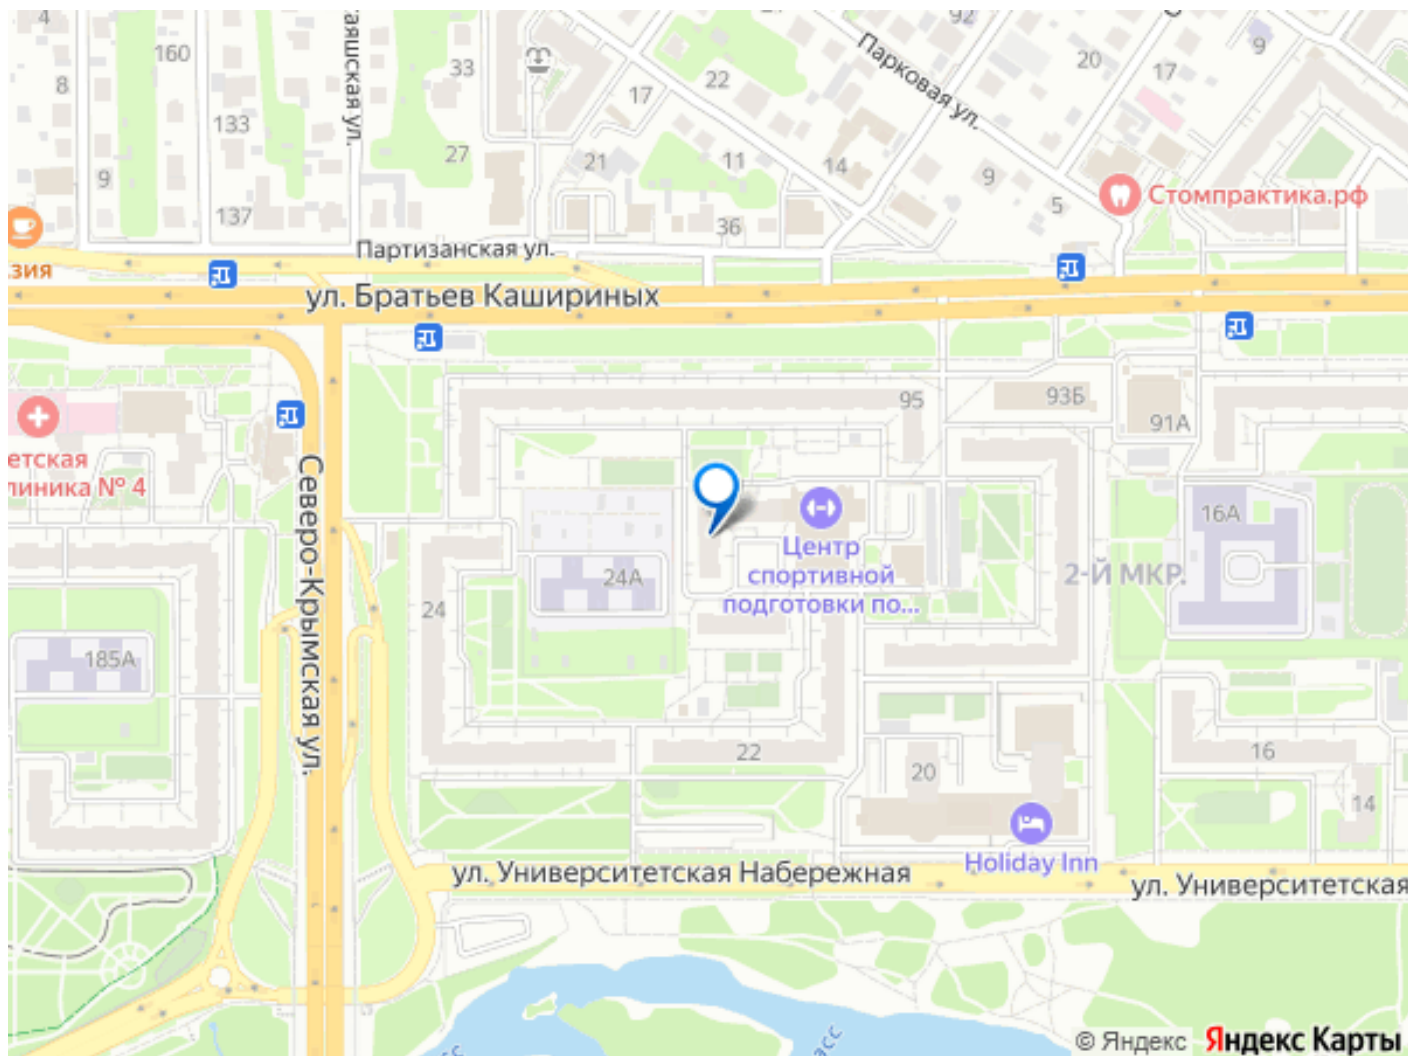 4
160
33
22
92
20
9
8
17
17
133
27
21
11
14
9
Парковая ул.
9
137
36
5
Стомпрактика.рф
Партизанская ул.
зия
ул. Братьев Кашириных
95
93Б
91А
етская
линика № 4
16А
Центр
спортивной
подготовки по...
24А
24
2-Й МКР.
185А
Северо-Крымская ул.
22
20
16
14
Holiday Inn
ул. Университетская Набережная
ул. Университетская
© Яндекс Яндекс Карты